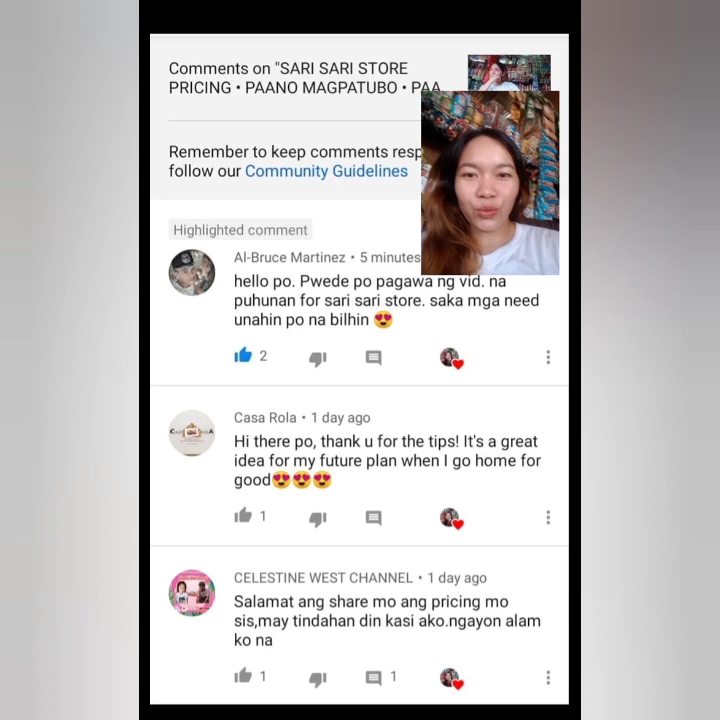 Comments on "SARI SARI STORE
PRICING • PAANO MAGPATUBO • PAA
Remember to keep comments resp
follow our Community Guidelines
Highlighted comment
Al-Bruce Martinez • 5 minutes
hello po. Pwede po pagawa ng vid. na
puhunan for sari sari store. saka mga need
unahin po na bilhin 😍
2
Casa Rola • 1 day ago
Hi there po, thank u for the tips! It's a great
idea for my future plan when I go home for
good😍😍😍
1
CELESTINE WEST CHANNEL • 1 day ago
Salamat ang share mo ang pricing mo
sis,may tindahan din kasi ako.ngayon alam
ko na
1
1